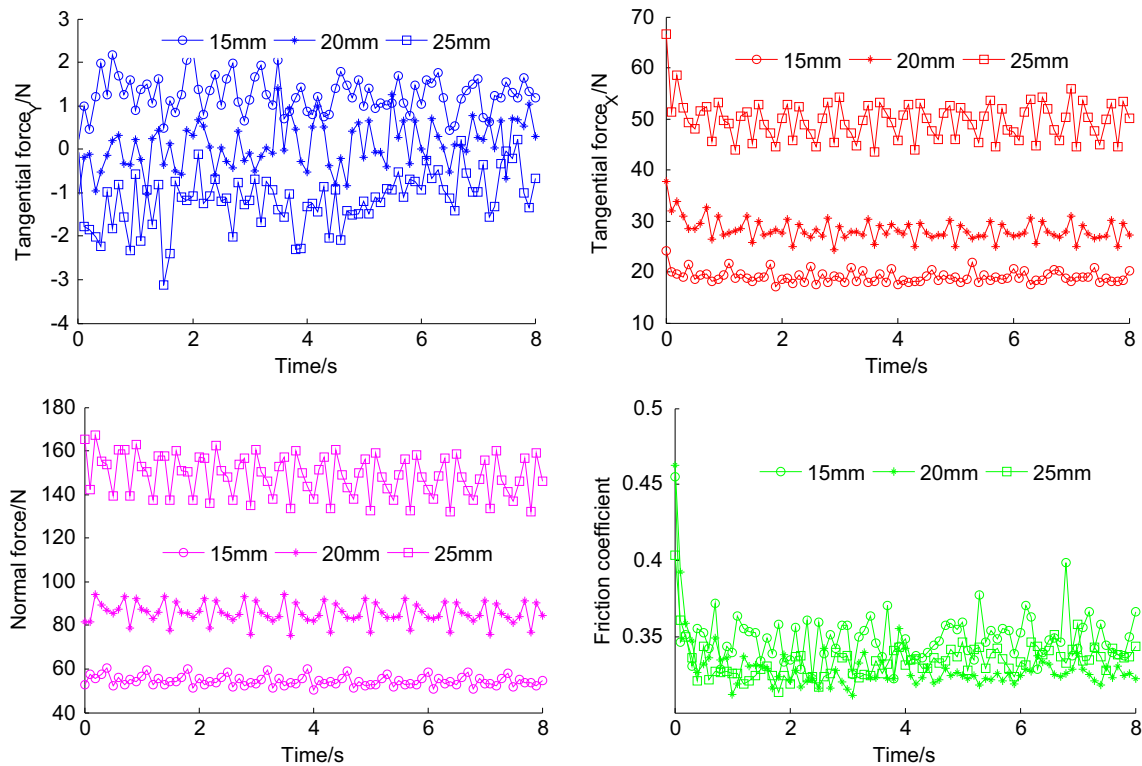 3
2
1
0
-1
-2
-3
-4
0 2 4 6 8
15mm 20mm 25mm
Tangential force_Y/N
Time/s
70
60
50
40
30
20
10
0 2 4 6 8
15mm 20mm 25mm
Tangential force_X/N
Time/s
180
160
140
120
100
80
60
40
0 2 4 6 8
15mm 20mm 25mm
Normal force/N
Time/s
0.5
0.45
0.4
0.35
0 2 4 6 8
15mm 20mm 25mm
Friction coefficient
Time/s